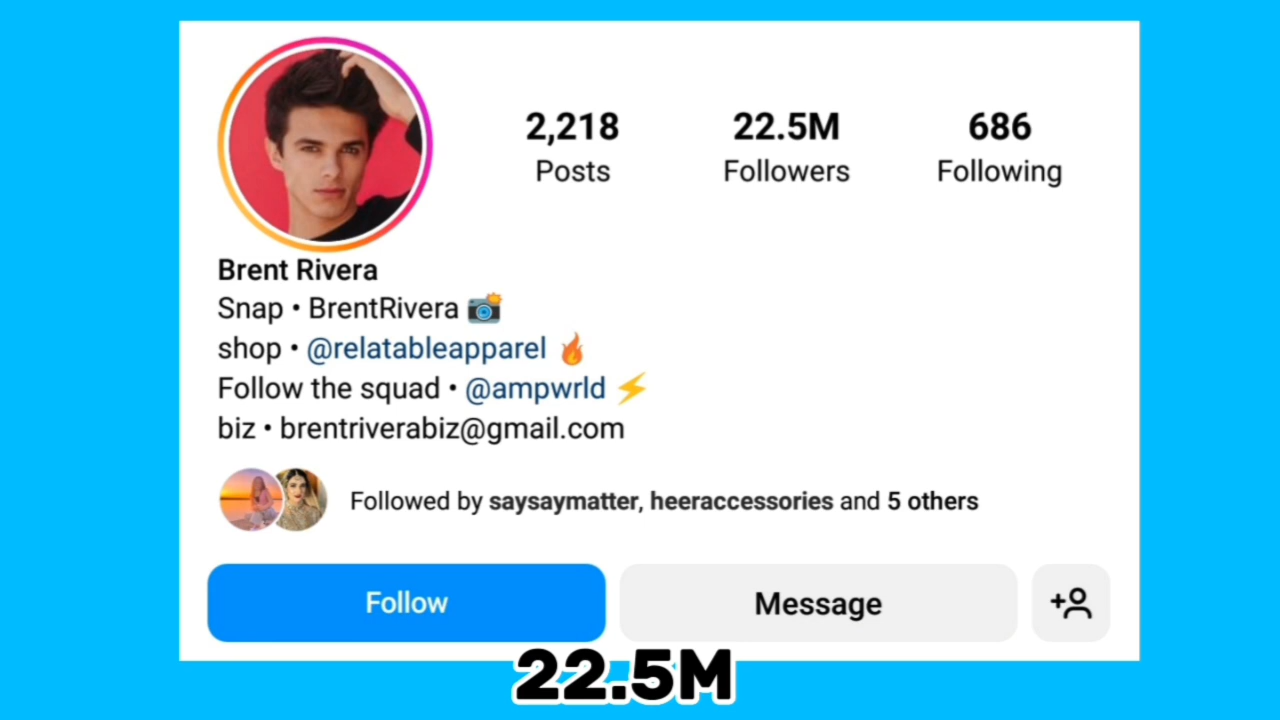 2,218 22.5M 686
Posts Followers Following
Brent Rivera
Snap • BrentRivera 📸
shop • @relatableapparel 🔥
Follow the squad • @ampwrld ⚡
biz • brentriverabiz@gmail.com
Followed by saysaymatter, heeraccessories and 5 others
Follow Message
22.5M